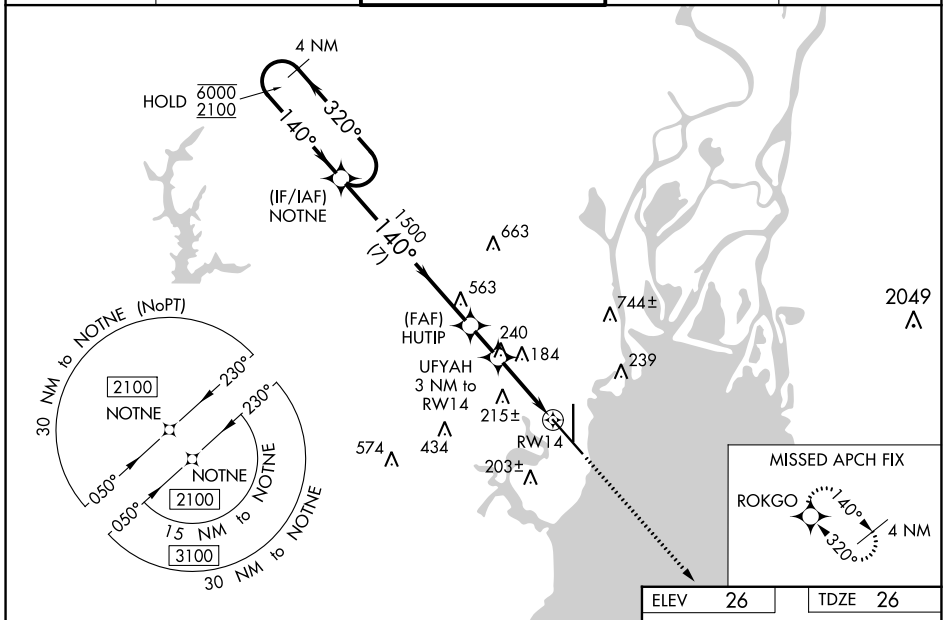 4 NM
HOLD 6000
2100
140°
320°
(IF/IAF)
NOTNE
1500
140°
(7)
663
563
(FAF)
HUTIP
240
184
UFYAH
3 NM to
RW14
215±
434
574
203±
RW14
744±
239
2049
30 NM to NOTNE (NoPT)
2100
NOTNE
230°
050°
230°
NOTNE
050°
2100
15 NM to NOTNE
3100
30 NM to NOTNE
MISSED APCH FIX
ROKGO
140°
320°
4 NM
ELEV 26
TDZE 26